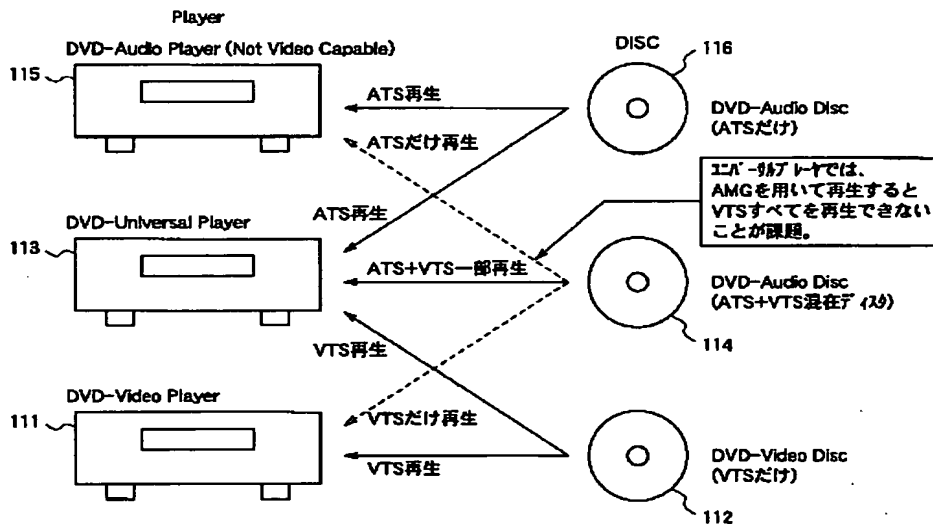 Player
DVD-Audio Player (Not Video Capable)
115
DISC
116
ATS再生
DVD-Audio Disc
(ATSだけ)
ATSだけ再生
ユニバーサルプレーヤでは、
AMGを用いて再生すると
VTSすべてを再生できない
ことが課題。
ATS再生
DVD-Universal Player
113
ATS+VTS一部再生
DVD-Audio Disc
(ATS+VTS混在ディスク)
114
VTS再生
DVD-Video Player
111
VTSだけ再生
VTS再生
DVD-Video Disc
(VTSだけ)
112